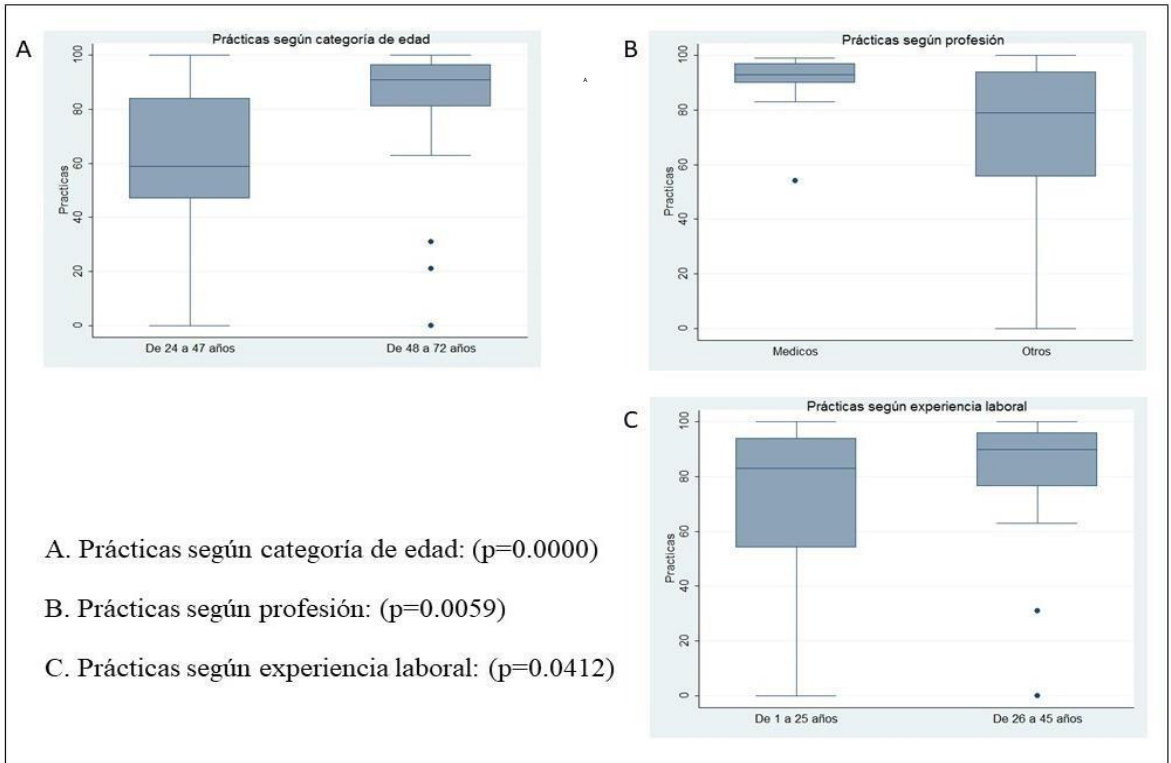 A
Prácticas según categoría de edad
Practicas
100
80
60
40
20
0
De 24 a 47 años
De 48 a 72 años
A
B
Prácticas según profesión
Practicas
100
80
60
40
20
0
Medicos
Otros
C
Prácticas según experiencia laboral
Practicas
100
80
60
40
20
0
De 1 a 25 años
De 26 a 45 años
A. Prácticas según categoría de edad: (p=0.0000)
B. Prácticas según profesión: (p=0.0059)
C. Prácticas según experiencia laboral: (p=0.0412)